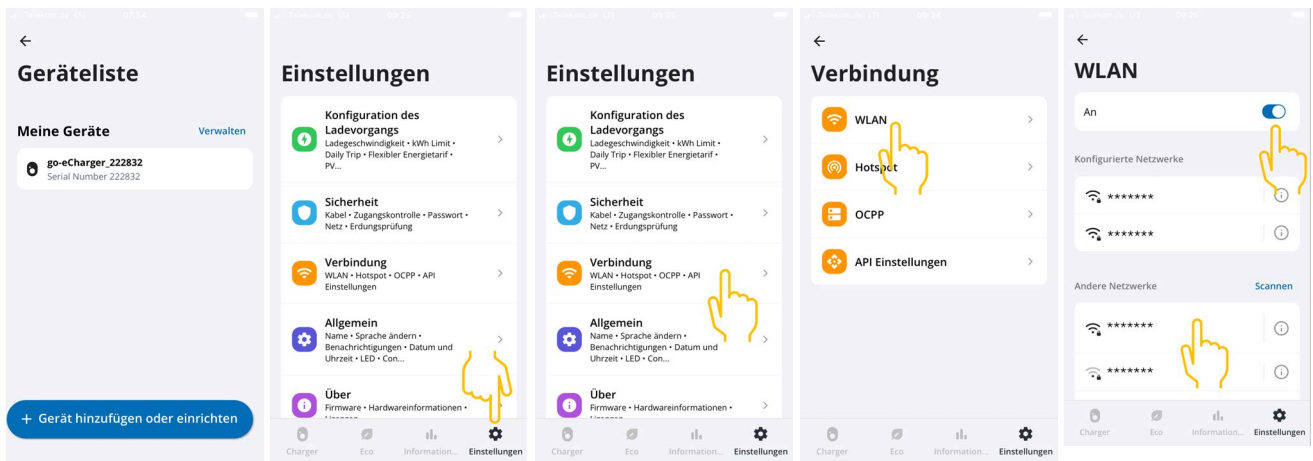 ←
Geräteliste
Meine Geräte Verwalten
go-eCharger_222832
Serial Number 222832
+ Gerät hinzufügen oder einrichten
Einstellungen
Konfiguration des
Ladevorgangs
Ladegeschwindigkeit • kWh Limit •
Daily Trip • Flexibler Energietarif •
PV...
Sicherheit
Kabel • Zugangskontrolle • Passwort •
Netz • Erdungsprüfung
Verbindung
WLAN • Hotspot • OCPP • API
Einstellungen
Allgemein
Name • Sprache ändern •
Benachrichtigungen • Datum und
Uhrzeit • LED • Con...
Über
Firmware • Hardwareinformationen •
Charger Eco Information... Einstellungen
Einstellungen
Konfiguration des
Ladevorgangs
Ladegeschwindigkeit • kWh Limit •
Daily Trip • Flexibler Energietarif •
PV...
Sicherheit
Kabel • Zugangskontrolle • Passwort •
Netz • Erdungsprüfung
Verbindung
WLAN • Hotspot • OCPP • API
Einstellungen
Allgemein
Name • Sprache ändern •
Benachrichtigungen • Datum und
Uhrzeit • LED • Con...
Über
Firmware • Hardwareinformationen •
Charger Eco Information... Einstellungen
←
Verbindung
WLAN
Hotspot
OCPP
API Einstellungen
Charger Eco Information... Einstellungen
←
WLAN
An
Konfigurierte Netzwerke
*******
*******
Andere Netzwerke Scannen
*******
*******
Charger Eco Information... Einstellungen